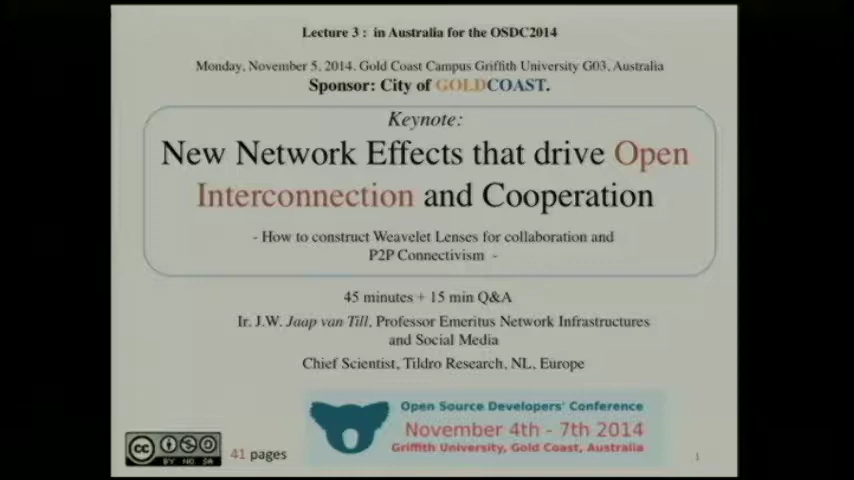 Lecture 3 : in Australia for the OSDC2014
Monday, November 5, 2014. Gold Coast Campus Griffith University G03, Australia
Sponsor: City of GOLDCOAST.
Keynote:
New Network Effects that drive Open
Interconnection and Cooperation
- How to construct Weavelet Lenses for collaboration and
P2P Connectivism -
45 minutes + 15 min Q&A
Ir. J.W. Jaap van Till, Professor Emeritus Network Infrastructures
and Social Media
Chief Scientist, Tildro Research, NL, Europe
Open Source Developers' Conference
November 4th - 7th 2014
Griffith University, Gold Coast, Australia
cc
BY NC SA
41 pages
1